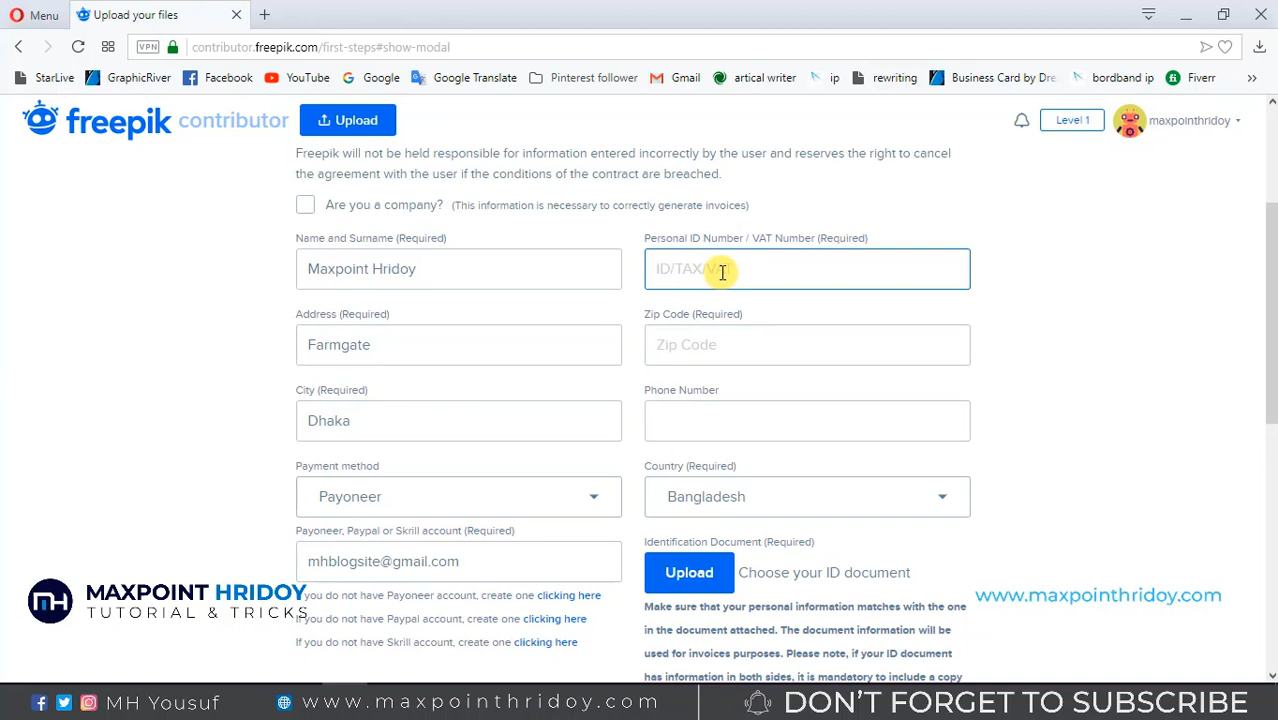 Menu
Upload your files
VPN
contributor.freepik.com/first-steps#show-modal
StarLive
GraphicRiver
Facebook
YouTube
Google
Google Translate
Pinterest follower
Gmail
artical writer
ip
rewriting
Business Card by Dre
bordband ip
Fiverr
freepik contributor
Upload
Level 1
maxpointhridoy
Freepik will not be held responsible for information entered incorrectly by the user and reserves the right to cancel
the agreement with the user if the conditions of the contract are breached.
Are you a company? (This information is necessary to correctly generate invoices)
Name and Surname (Required)
Personal ID Number / VAT Number (Required)
Maxpoint Hridoy
ID/TAX/VAT
Address (Required)
Zip Code (Required)
Farmgate
Zip Code
City (Required)
Phone Number
Dhaka
Payment method
Country (Required)
Payoneer
Bangladesh
Payoneer, Paypal or Skrill account (Required)
Identification Document (Required)
mhblogsite@gmail.com
Upload
Choose your ID document
MH
MAXPOINT HRIDOY
TUTORIAL & TRICKS
you do not have Payoneer account, create one clicking here
If you do not have Paypal account, create one clicking here
If you do not have Skrill account, create one clicking here
Make sure that your personal information matches with the one
in the document attached. The document information will be
used for invoices purposes. Please note, if your ID document
has information in both sides, it is mandatory to include a copy
www.maxpointhridoy.com
MH Yousuf
www.maxpointhridoy.com
DON'T FORGET TO SUBSCRIBE